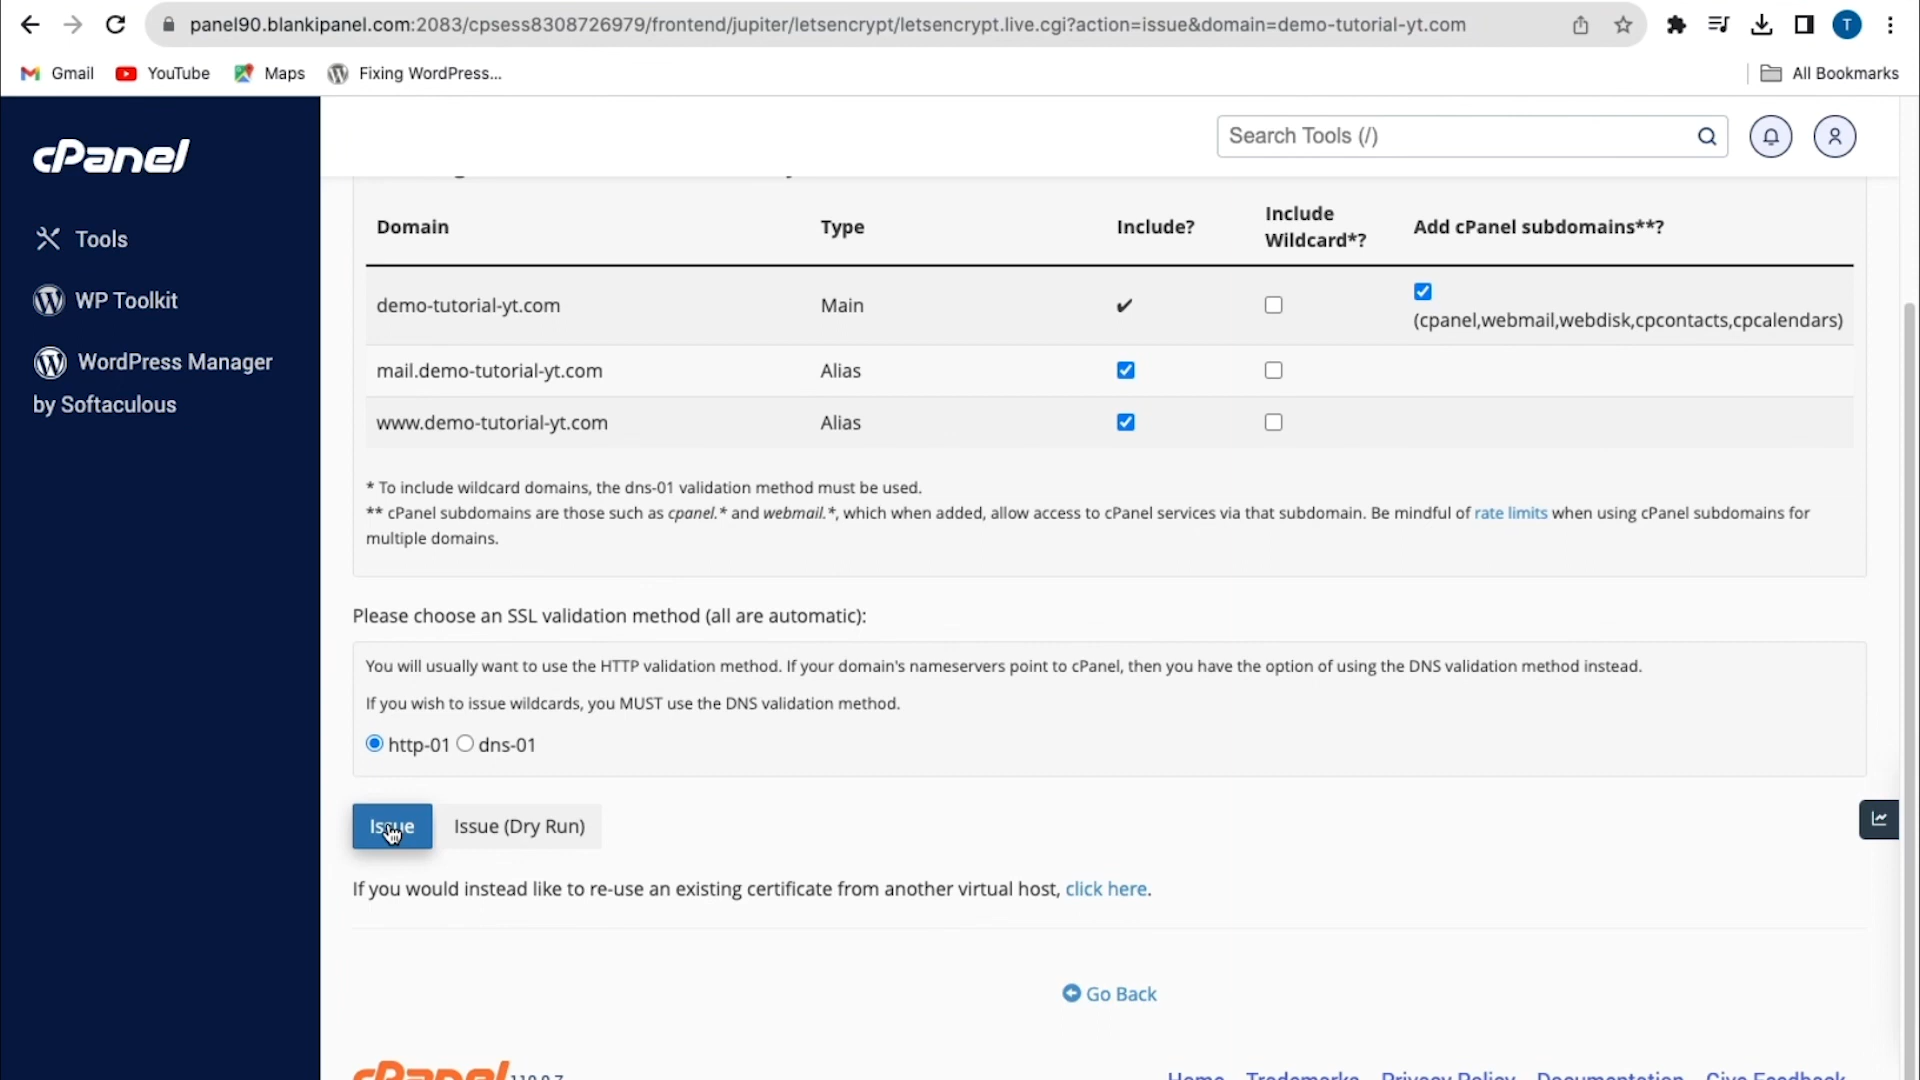 panel90.blankipanel.com:2083/cpsess8308726979/frontend/jupiter/letsencrypt/letsencrypt.live.cgi?action=issue&domain=demo-tutorial-yt.com
T
Gmail
YouTube
Maps
Fixing WordPress...
All Bookmarks
cPanel
Search Tools (/)
Tools
WP Toolkit
WordPress Manager
by Softaculous
Domain
Type
Include?
Include
Wildcard*?
Add cPanel subdomains**?
demo-tutorial-yt.com
Main
✔
(cpanel,webmail,webdisk,cpcontacts,cpcalendars)
mail.demo-tutorial-yt.com
Alias
www.demo-tutorial-yt.com
Alias
* To include wildcard domains, the dns-01 validation method must be used.
** cPanel subdomains are those such as cpanel.* and webmail.*, which when added, allow access to cPanel services via that subdomain. Be mindful of rate limits when using cPanel subdomains for
multiple domains.
Please choose an SSL validation method (all are automatic):
You will usually want to use the HTTP validation method. If your domain's nameservers point to cPanel, then you have the option of using the DNS validation method instead.
If you wish to issue wildcards, you MUST use the DNS validation method.
http-01
dns-01
Issue
Issue (Dry Run)
If you would instead like to re-use an existing certificate from another virtual host, click here.
Go Back
cPanel
Home
Trademarks
Privacy Policy
Documentation
Give Feedback